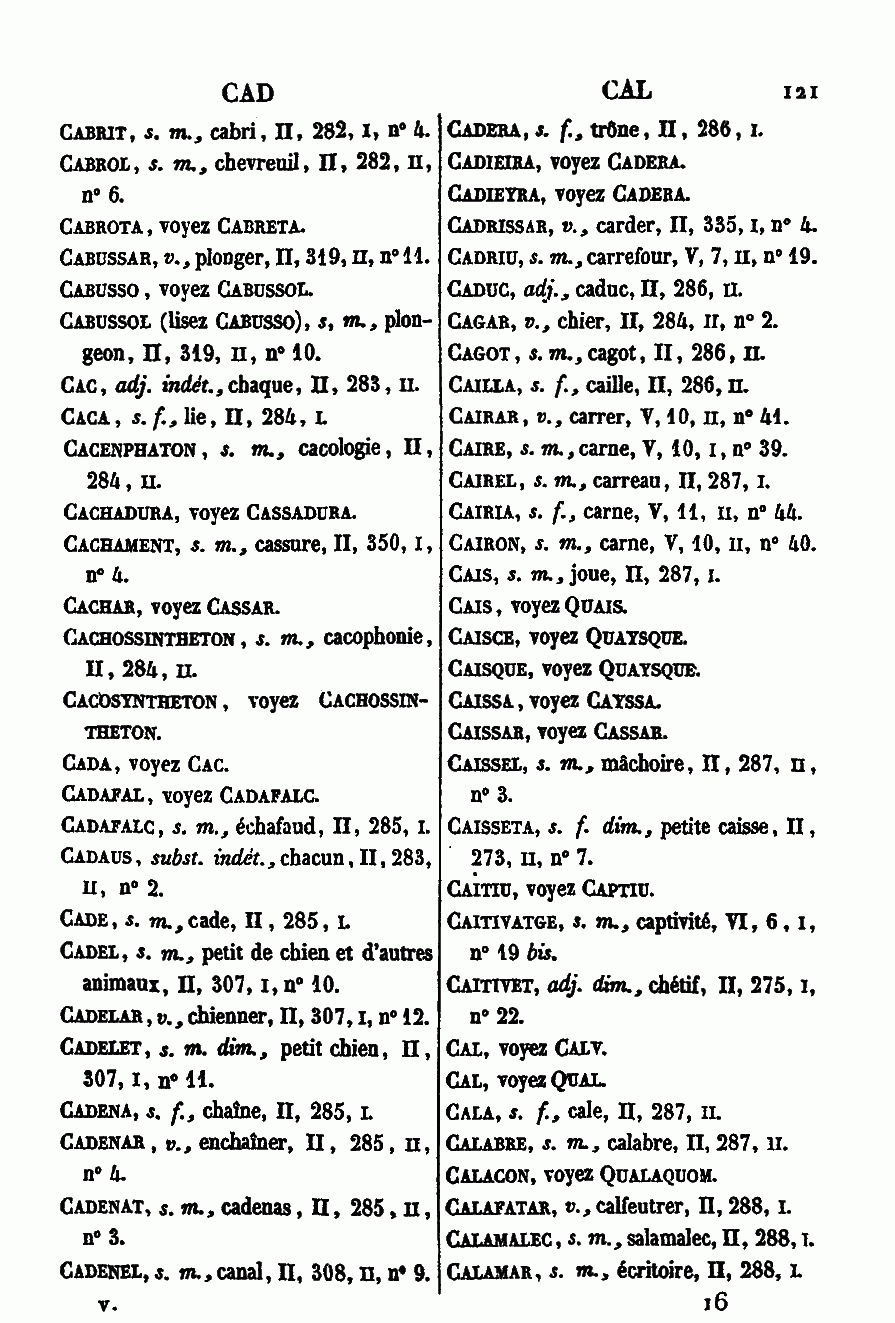 CAD
CAL
121
CABRIT, s. m., cabri, II, 282, I, n° 4.
CABROL, s. m., chevreuil, II, 282, II,
n° 6.
CABROTA, voyez CABRETA.
CABUSSAR, v., plonger, II, 319, II, n° 11.
CABUSSO, voyez CABUSSOL.
CABUSSOL (lisez CABUSSO), s, m., plon-
geon, II, 319, II, n° 10.
CAC, adj. indét., chaque, II, 283, II.
CACA, s. f., lie, II, 284, I.
CACENPHATON, s. m., cacologie, II,
284, II.
CACHADURA, voyez CASSADURA.
CACHAMENT, s. m., cassure, II, 350, I,
n° 4.
CACHAR, voyez CASSAR.
CACHOSSINTHETON, s. m., cacophonie,
II, 284, II.
CACOSYNTHETON, voyez CACHOSSIN-
THETON.
CADA, voyez CAC.
CADAFAL, voyez CADAFALC.
CADAFALC, s. m., échafaud, II, 285, I.
CADAUS, subst. indét., chacun, II, 283,
II, n° 2.
CADE, s. m., cade, II, 285, I.
CADEL, s. m., petit de chien et d'autres
animaux, II, 307, I, n° 10.
CADELAR, v., chienner, II, 307, I, n° 12.
CADELET, s. m. dim., petit chien, II,
307, I, n° 11.
CADENA, s. f., chaîne, II, 285, I.
CADENAR, v., enchaîner, II, 285, II,
n° 4.
CADENAT, s. m., cadenas, II, 285, II,
n° 3.
CADENEL, s. m., canal, II, 308, II, n° 9.
CADERA, s. f., trône, II, 286, I.
CADIEIRA, voyez CADERA.
CADIEYRA, voyez CADERA.
CADRISSAR, v., carder, II, 335, I, n° 4.
CADRIU, s. m., carrefour, V, 7, II, n° 19.
CADUC, adj., caduc, II, 286, II.
CAGAR, v., chier, II, 284, II, n° 2.
CAGOT, s. m., cagot, II, 286, II.
CAILLA, s. f., caille, II, 286, II.
CAIRAR, v., carrer, V, 10, II, n° 41.
CAIRE, s. m., carne, V, 10, I, n° 39.
CAIREL, s. m., carreau, II, 287, I.
CAIRIA, s. f., carne, V, 11, II, n° 44.
CAIRON, s. m., carne, V, 10, II, n° 40.
CAIS, s. m., joue, II, 287, I.
CAIS, voyez QUAIS.
CAISCE, voyez QUAYSQUE.
CAISQUE, voyez QUAYSQUE.
CAISSA, voyez CAYSSA.
CAISSAR, voyez CASSAR.
CAISSEL, s. m., mâchoire, II, 287, II,
n° 3.
CAISSETA, s. f. dim., petite caisse, II,
273, II, n° 7.
CAITIU, voyez CAPTIU.
CAITIVATGE, s. m., captivité, VI, 6, I,
n° 19 bis.
CAITIVET, adj. dim., chétif, II, 275, I,
n° 22.
CAL, voyez CALV.
CAL, voyez QUAL.
CALA, s. f., cale, II, 287, II.
CALABRE, s. m., calabre, II, 287, II.
CALACON, voyez QUALAQUOM.
CALAFATAR, v., calfeutrer, II, 288, I.
CALAMALEC, s. m., salamalec, II, 288, I.
CALAMAR, s. m., écritoire, II, 288, I.
V.
16